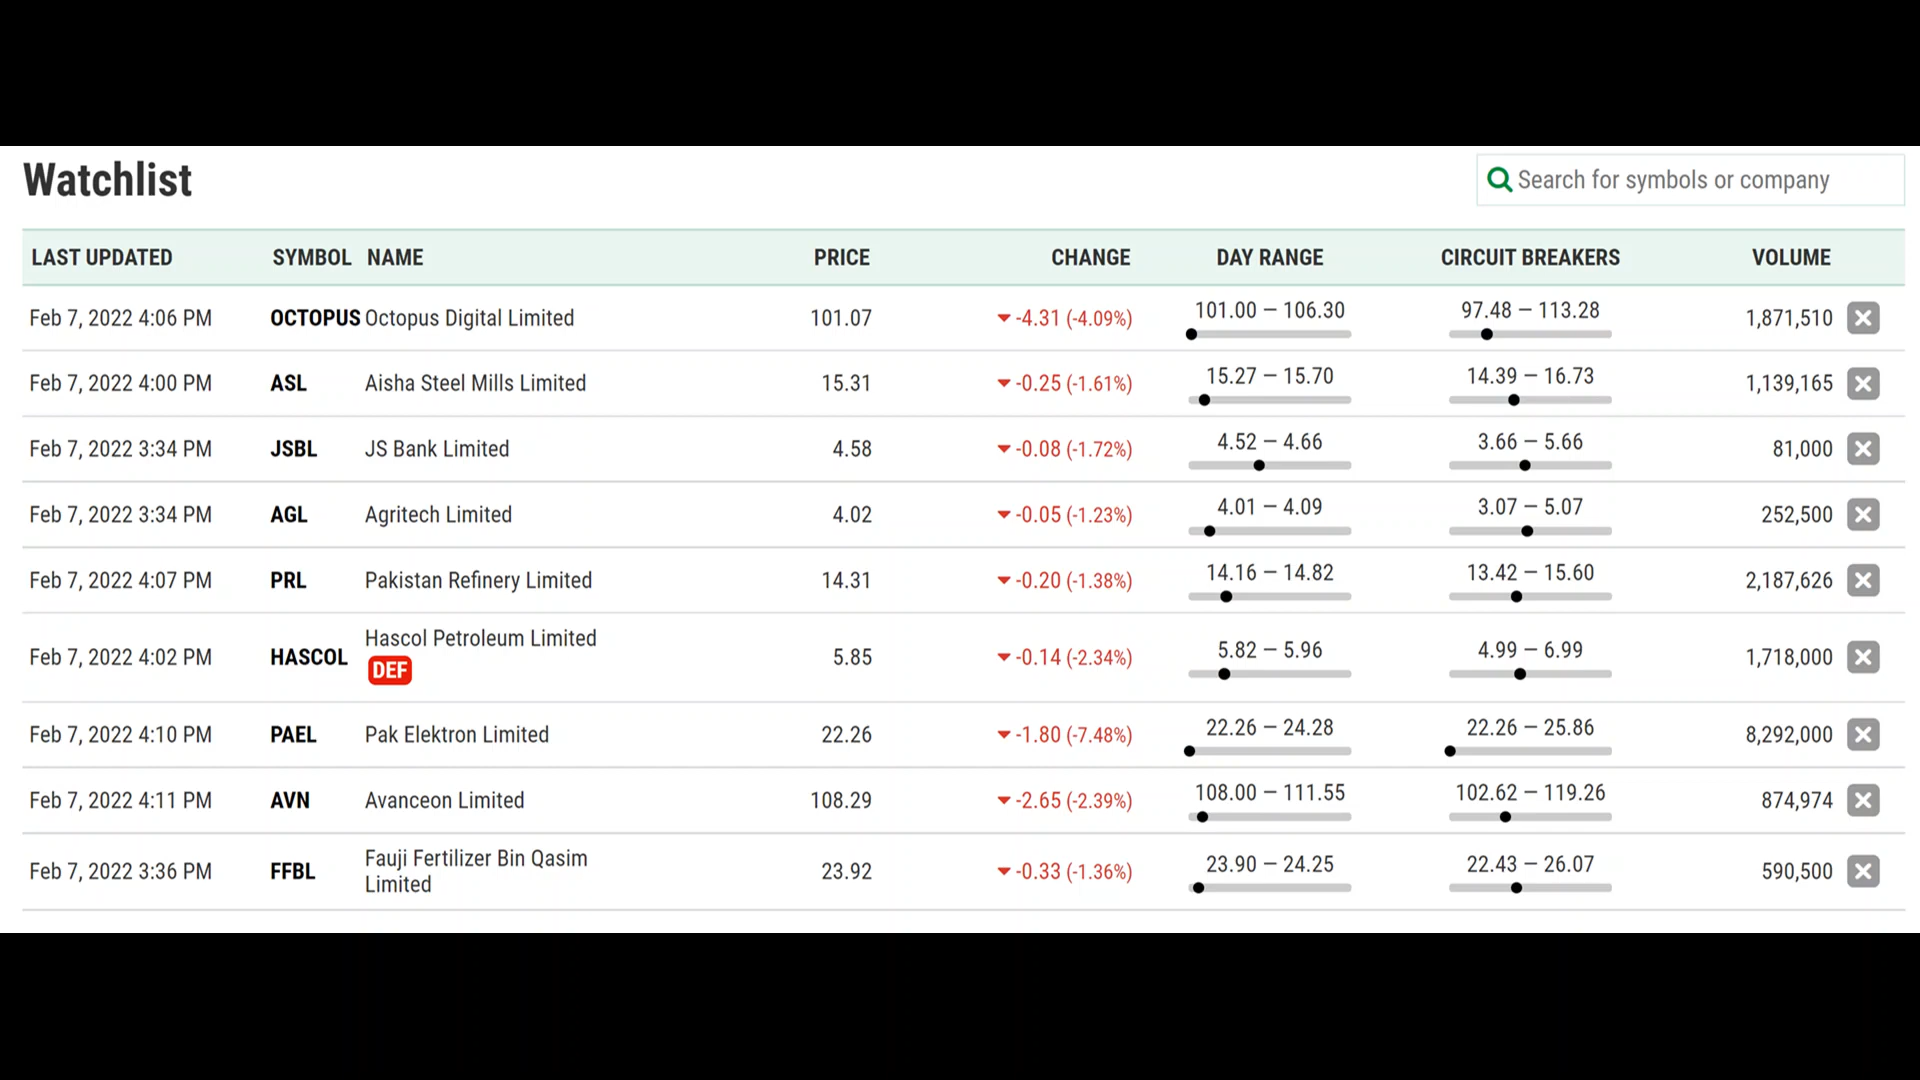 Watchlist
Search for symbols or company
LAST UPDATED SYMBOL NAME PRICE CHANGE DAY RANGE CIRCUIT BREAKERS VOLUME
Feb 7, 2022 4:06 PM OCTOPUS Octopus Digital Limited 101.07 -4.31 (-4.09%) 101.00 – 106.30 97.48 – 113.28 1,871,510
Feb 7, 2022 4:00 PM ASL Aisha Steel Mills Limited 15.31 -0.25 (-1.61%) 15.27 – 15.70 14.39 – 16.73 1,139,165
Feb 7, 2022 3:34 PM JSBL JS Bank Limited 4.58 -0.08 (-1.72%) 4.52 – 4.66 3.66 – 5.66 81,000
Feb 7, 2022 3:34 PM AGL Agritech Limited 4.02 -0.05 (-1.23%) 4.01 – 4.09 3.07 – 5.07 252,500
Feb 7, 2022 4:07 PM PRL Pakistan Refinery Limited 14.31 -0.20 (-1.38%) 14.16 – 14.82 13.42 – 15.60 2,187,626
Feb 7, 2022 4:02 PM HASCOL Hascol Petroleum Limited 5.85 -0.14 (-2.34%) 5.82 – 5.96 4.99 – 6.99 1,718,000
DEF
Feb 7, 2022 4:10 PM PAEL Pak Elektron Limited 22.26 -1.80 (-7.48%) 22.26 – 24.28 22.26 – 25.86 8,292,000
Feb 7, 2022 4:11 PM AVN Avanceon Limited 108.29 -2.65 (-2.39%) 108.00 – 111.55 102.62 – 119.26 874,974
Feb 7, 2022 3:36 PM FFBL Fauji Fertilizer Bin Qasim 23.92 -0.33 (-1.36%) 23.90 – 24.25 22.43 – 26.07 590,500
Limited